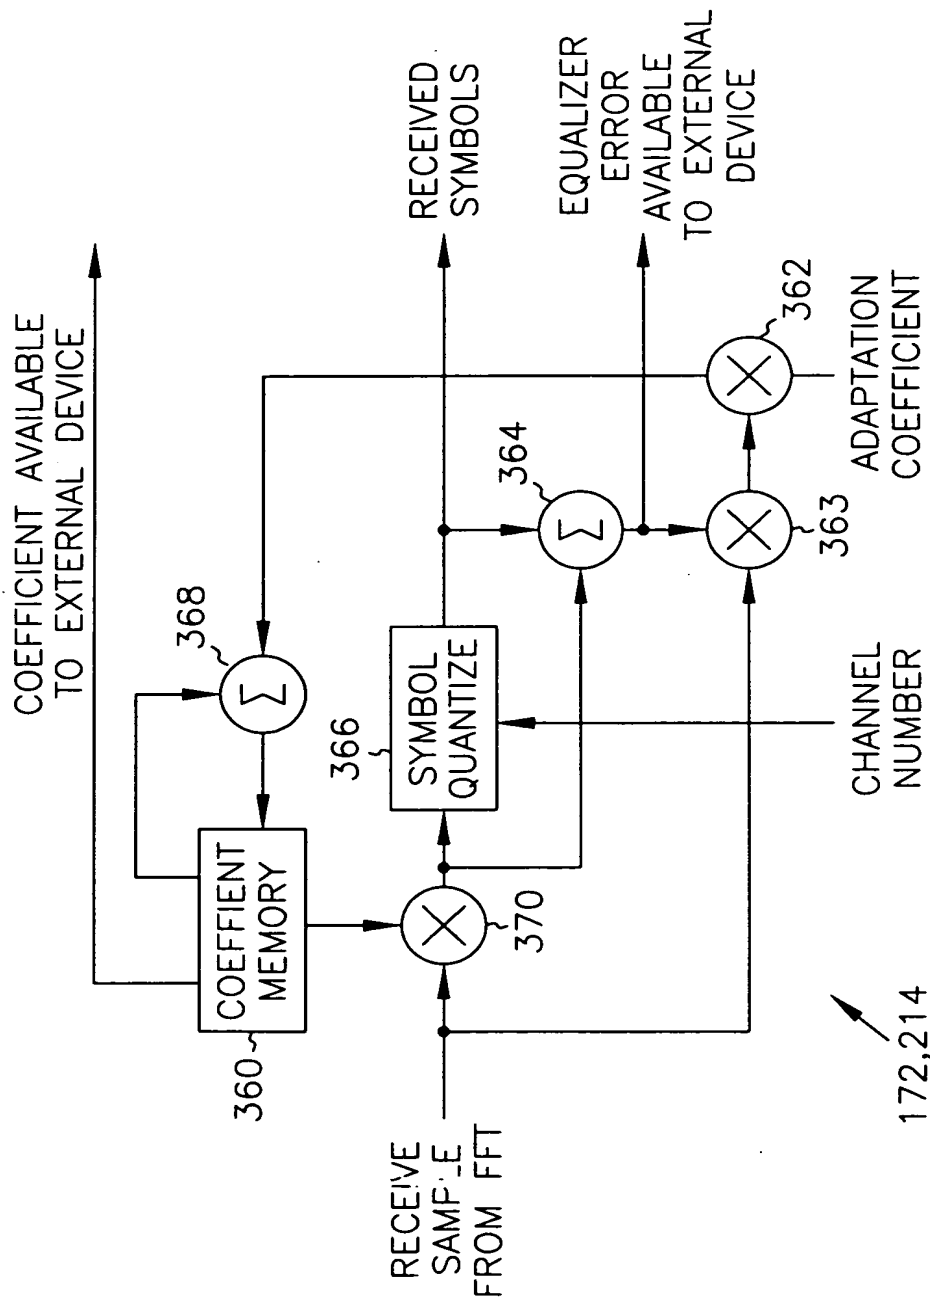 COEFFICIENT AVAILABLE
TO EXTERNAL DEVICE
368
COEFFIENT
MEMORY
360
366
SYMBOL
QUANTIZE
RECEIVED
SYMBOLS
370
RECEIVE
SAMPLE
FROM FFT
364
EQUALIZER
ERROR
AVAILABLE
TO EXTERNAL
DEVICE
362
363
CHANNEL
NUMBER
ADAPTATION
COEFFICIENT
172,214